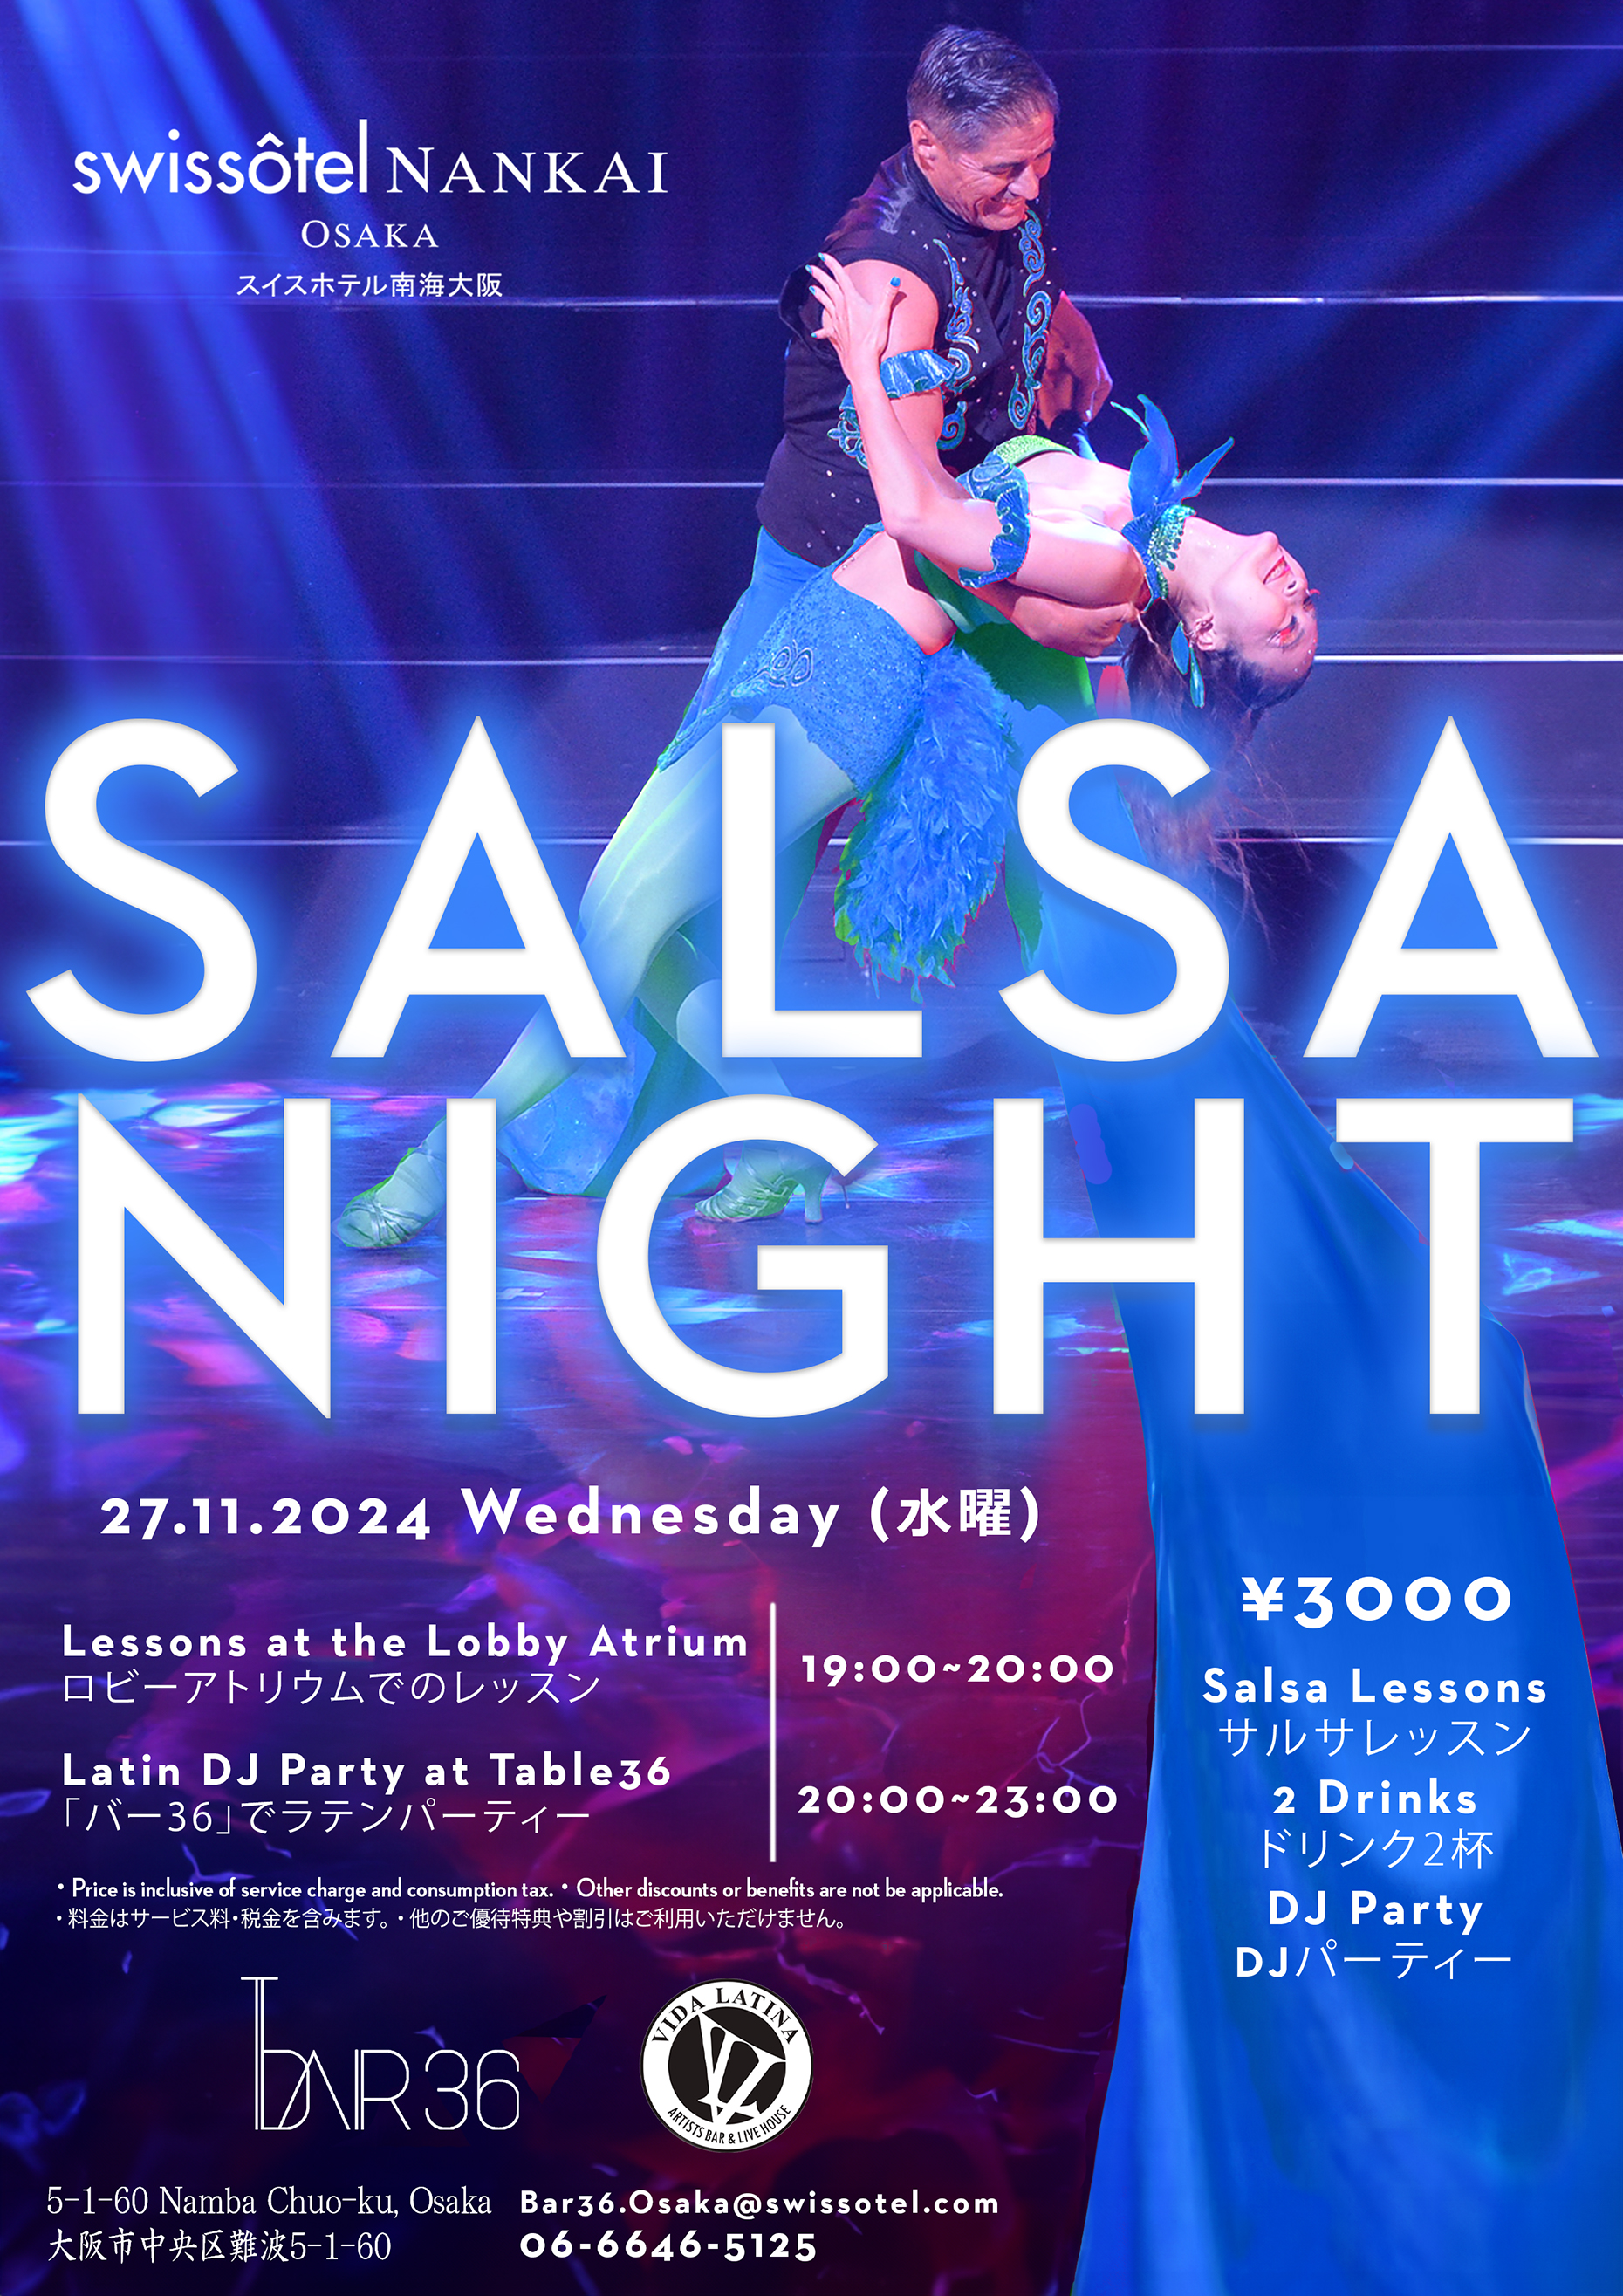 swissôtel NANKAI
OSAKA
スイスホテル南海大阪
SALSA
NIGHT
27.11.2024 Wednesday (水曜)
Lessons at the Lobby Atrium
ロビーアトリウムでのレッスン
19:00~20:00
Latin DJ Party at Table36
「バー36」でラテンパーティー
20:00~23:00
¥3000
Salsa Lessons
サルサレッスン
2 Drinks
ドリンク2杯
DJ Party
DJパーティー
・Price is inclusive of service charge and consumption tax. ・Other discounts or benefits are not be applicable.
・料金はサービス料・税金を含みます。・他のご優待特典や割引はご利用いただけません。
BAR 36
VIDA LATINA
VL
ARTISTS BAR & LIVE HOUSE
5-1-60 Namba Chuo-ku, Osaka
大阪市中央区難波5-1-60
Bar36.Osaka@swissotel.com
06-6646-5125